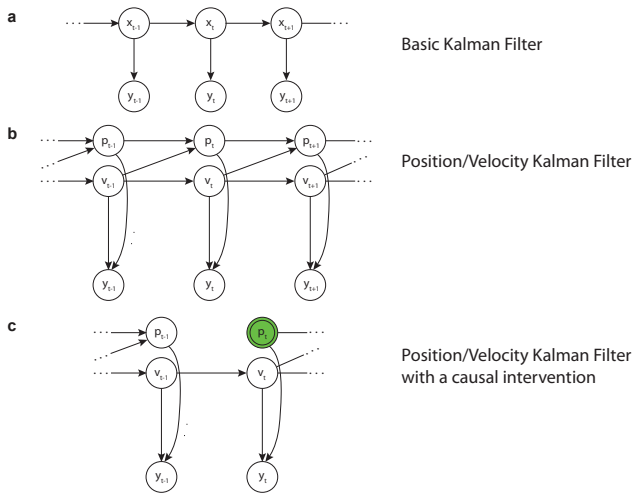 a
... x_{t-1} x_t x_{t+1} ...
Basic Kalman Filter
y_{t-1} y_t y_{t+1}
b
... p_{t-1} p_t p_{t+1} ...
Position/Velocity Kalman Filter
... v_{t-1} v_t v_{t+1} ...
y_{t-1} y_t y_{t+1}
c
... p_{t-1} p_t ...
Position/Velocity Kalman Filter
with a causal intervention
... v_{t-1} v_t ...
y_{t-1} y_t